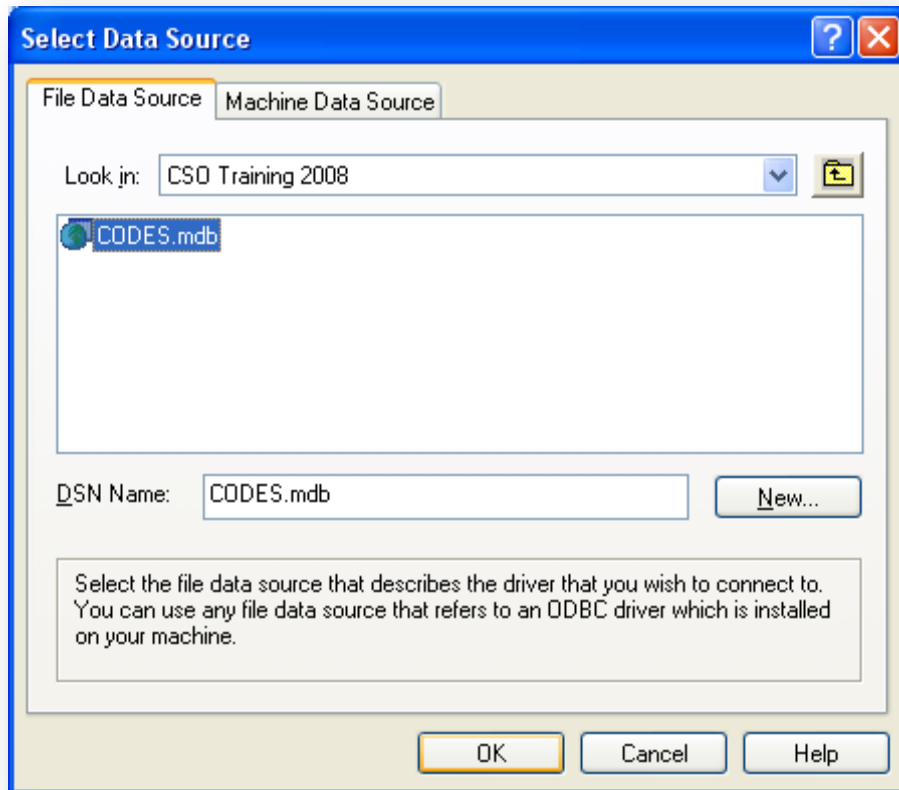 Select Data Source
File Data Source
Machine Data Source
Look in:
CSO Training 2008
CODES.mdb
DSN Name:
CODES.mdb
New...
Select the file data source that describes the driver that you wish to connect to.
You can use any file data source that refers to an ODBC driver which is installed
on your machine.
OK
Cancel
Help